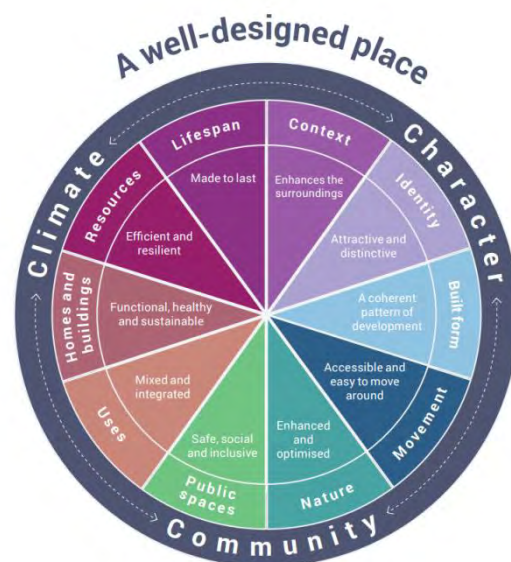 A well-designed place
Climate
Character
Community
Context
Enhances the
surroundings
Identity
Attractive and
distinctive
Built form
A coherent
pattern of
development
Movement
Accessible and
easy to move
around
Nature
Enhanced
and
optimised
Public
spaces
Safe, social
and inclusive
Uses
Mixed and
integrated
Homes and
buildings
Functional, healthy
and sustainable
Resources
Efficient and
resilient
Lifespan
Made to last